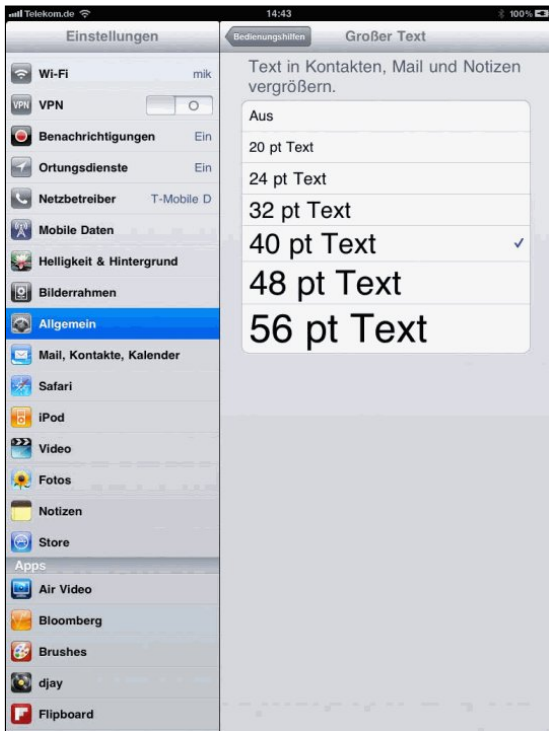 Telekom.de 14:43 100%
Einstellungen
Wi-Fi mik
VPN VPN O
Benachrichtigungen Ein
Ortungsdienste Ein
Netzbetreiber T-Mobile D
Mobile Daten
Helligkeit & Hintergrund
Bilderrahmen
Allgemein
Mail, Kontakte, Kalender
Safari
iPod
Video
Fotos
Notizen
Store
Apps
Air Video
Bloomberg
Brushes
djay
Flipboard
Bedienungshilfen Großer Text
Text in Kontakten, Mail und Notizen
vergrößern.
Aus
20 pt Text
24 pt Text
32 pt Text
40 pt Text
48 pt Text
56 pt Text